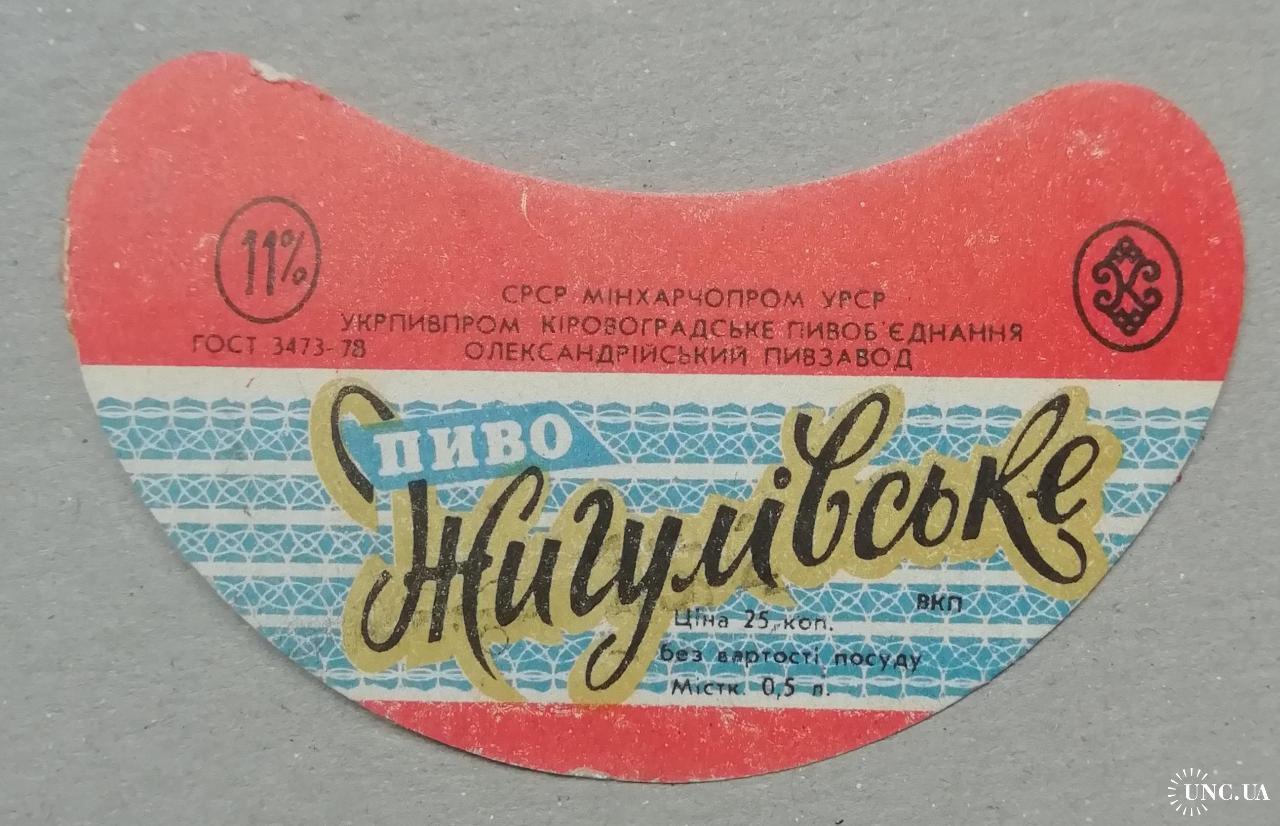 11%
СРСР МІНХАРЧОПРОМ УРСР
УКРПИВПРОМ КІРОВОГРАДСЬКЕ ПИВОБ'ЄДНАННЯ
ГОСТ 3473-78
ОЛЕКСАНДРІЙСЬКИЙ ПИВЗАВОД
К
ПИВО
Жигулівське
ВКП
Ціна 25 коп.
без вартості посуду
Містк. 0,5 л.
UNC.UA